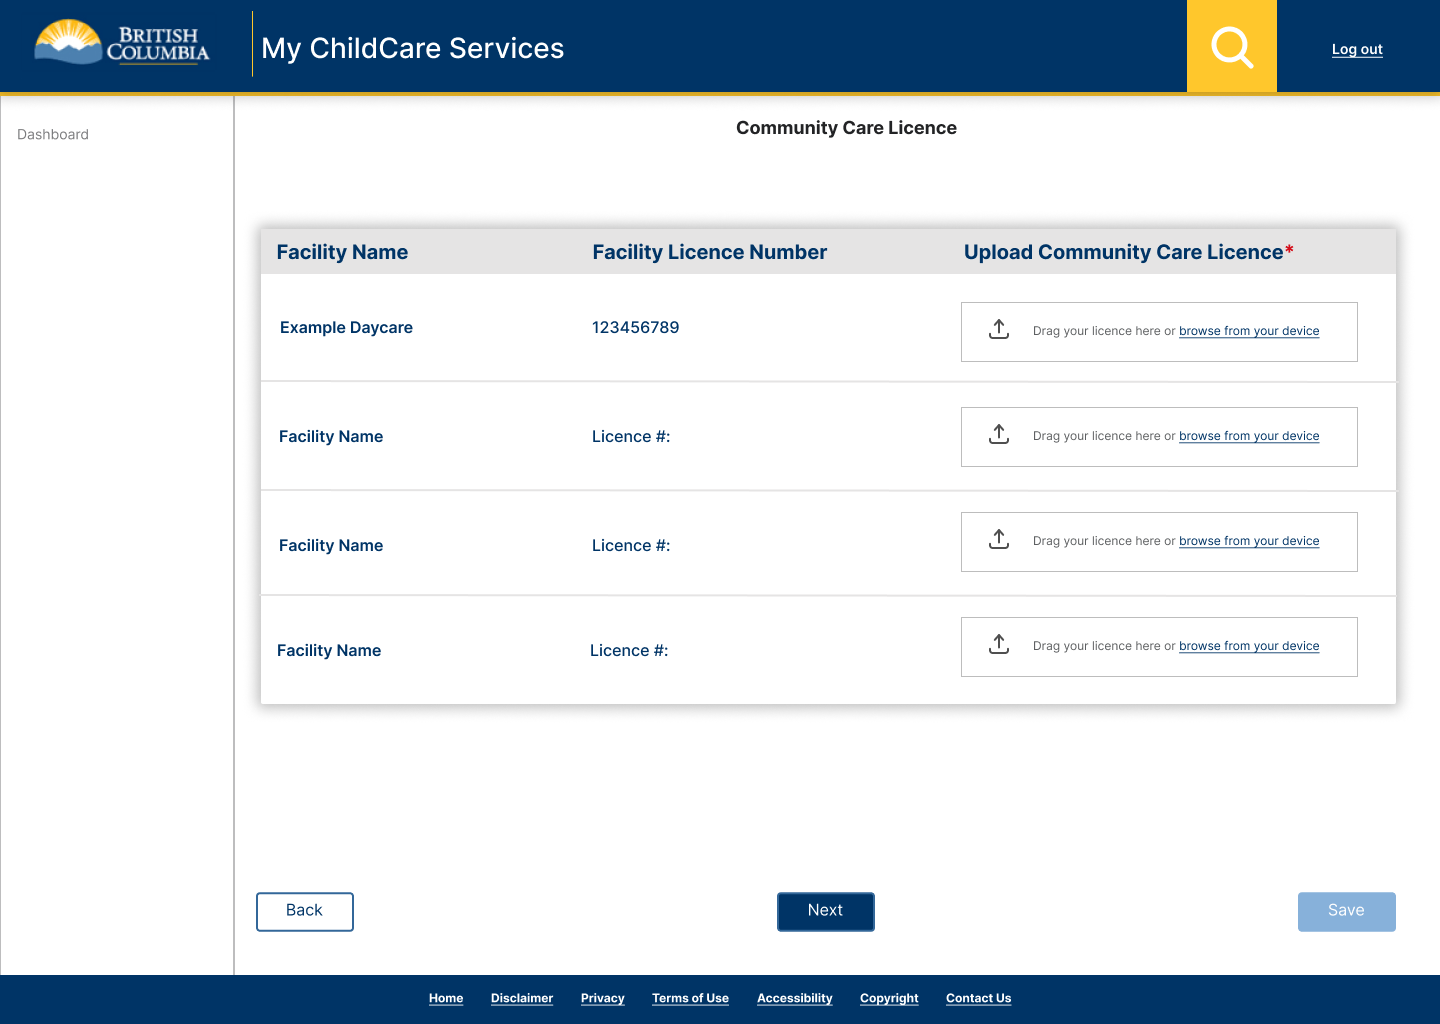 BRITISH
COLUMBIA
My ChildCare Services
Log out
Dashboard
Community Care Licence
Facility Name Facility Licence Number Upload Community Care Licence*
Example Daycare 123456789 Drag your licence here or browse from your device
Facility Name Licence #: Drag your licence here or browse from your device
Facility Name Licence #: Drag your licence here or browse from your device
Facility Name Licence #: Drag your licence here or browse from your device
Back Next Save
Home Disclaimer Privacy Terms of Use Accessibility Copyright Contact Us